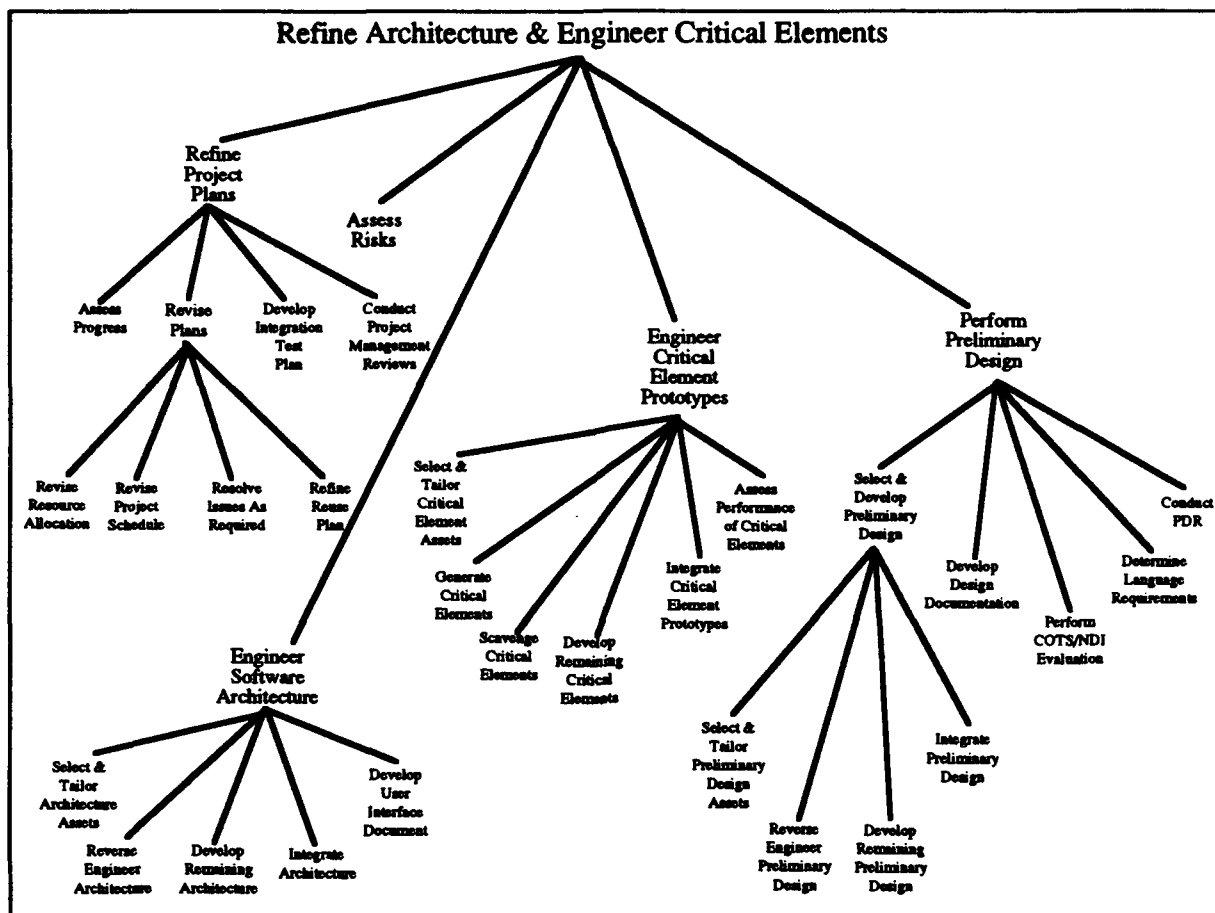 Refine Architecture & Engineer Critical Elements
Refine
Project
Plans
Assess
Risks
Assess
Progress
Revise
Plans
Develop
Integration
Test
Plan
Conduct
Project
Management
Reviews
Revise
Resource
Allocation
Revise
Project
Schedule
Resolve
Issues As
Required
Refine
Reuse
Plan
Engineer
Software
Architecture
Select &
Tailor
Architecture
Assets
Reverse
Engineer
Architecture
Develop
Remaining
Architecture
Integrate
Architecture
Develop
User
Interface
Document
Engineer
Critical
Element
Prototypes
Select &
Tailor
Critical
Element
Assets
Generate
Critical
Elements
Scavenge
Critical
Elements
Develop
Remaining
Critical
Elements
Integrate
Critical
Element
Prototypes
Assess
Performance
of Critical
Elements
Perform
Preliminary
Design
Select &
Develop
Preliminary
Design
Develop
Design
Documentation
Perform
COTS/NDI
Evaluation
Determine
Language
Requirements
Conduct
PDR
Select &
Tailor
Preliminary
Design
Assets
Reverse
Engineer
Preliminary
Design
Develop
Remaining
Preliminary
Design
Integrate
Preliminary
Design